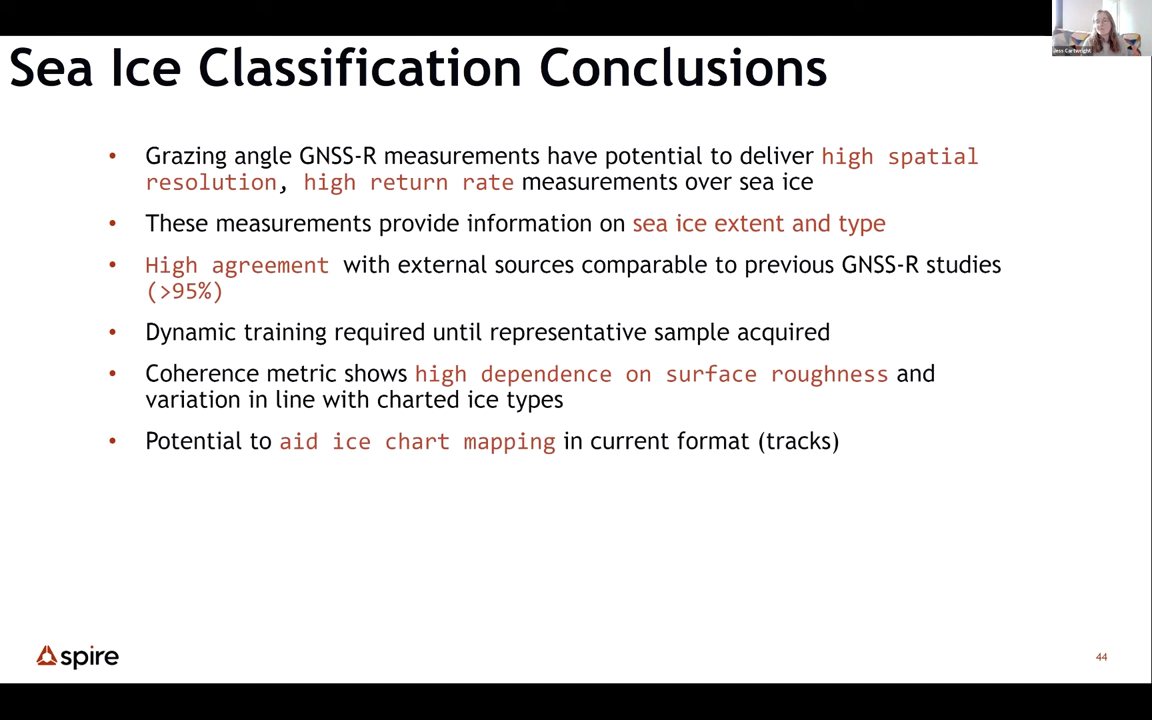 Jess Cartwright
Sea Ice Classification Conclusions
• Grazing angle GNSS-R measurements have potential to deliver high spatial
resolution, high return rate measurements over sea ice
• These measurements provide information on sea ice extent and type
• High agreement with external sources comparable to previous GNSS-R studies
(>95%)
• Dynamic training required until representative sample acquired
• Coherence metric shows high dependence on surface roughness and
variation in line with charted ice types
• Potential to aid ice chart mapping in current format (tracks)
spire
44